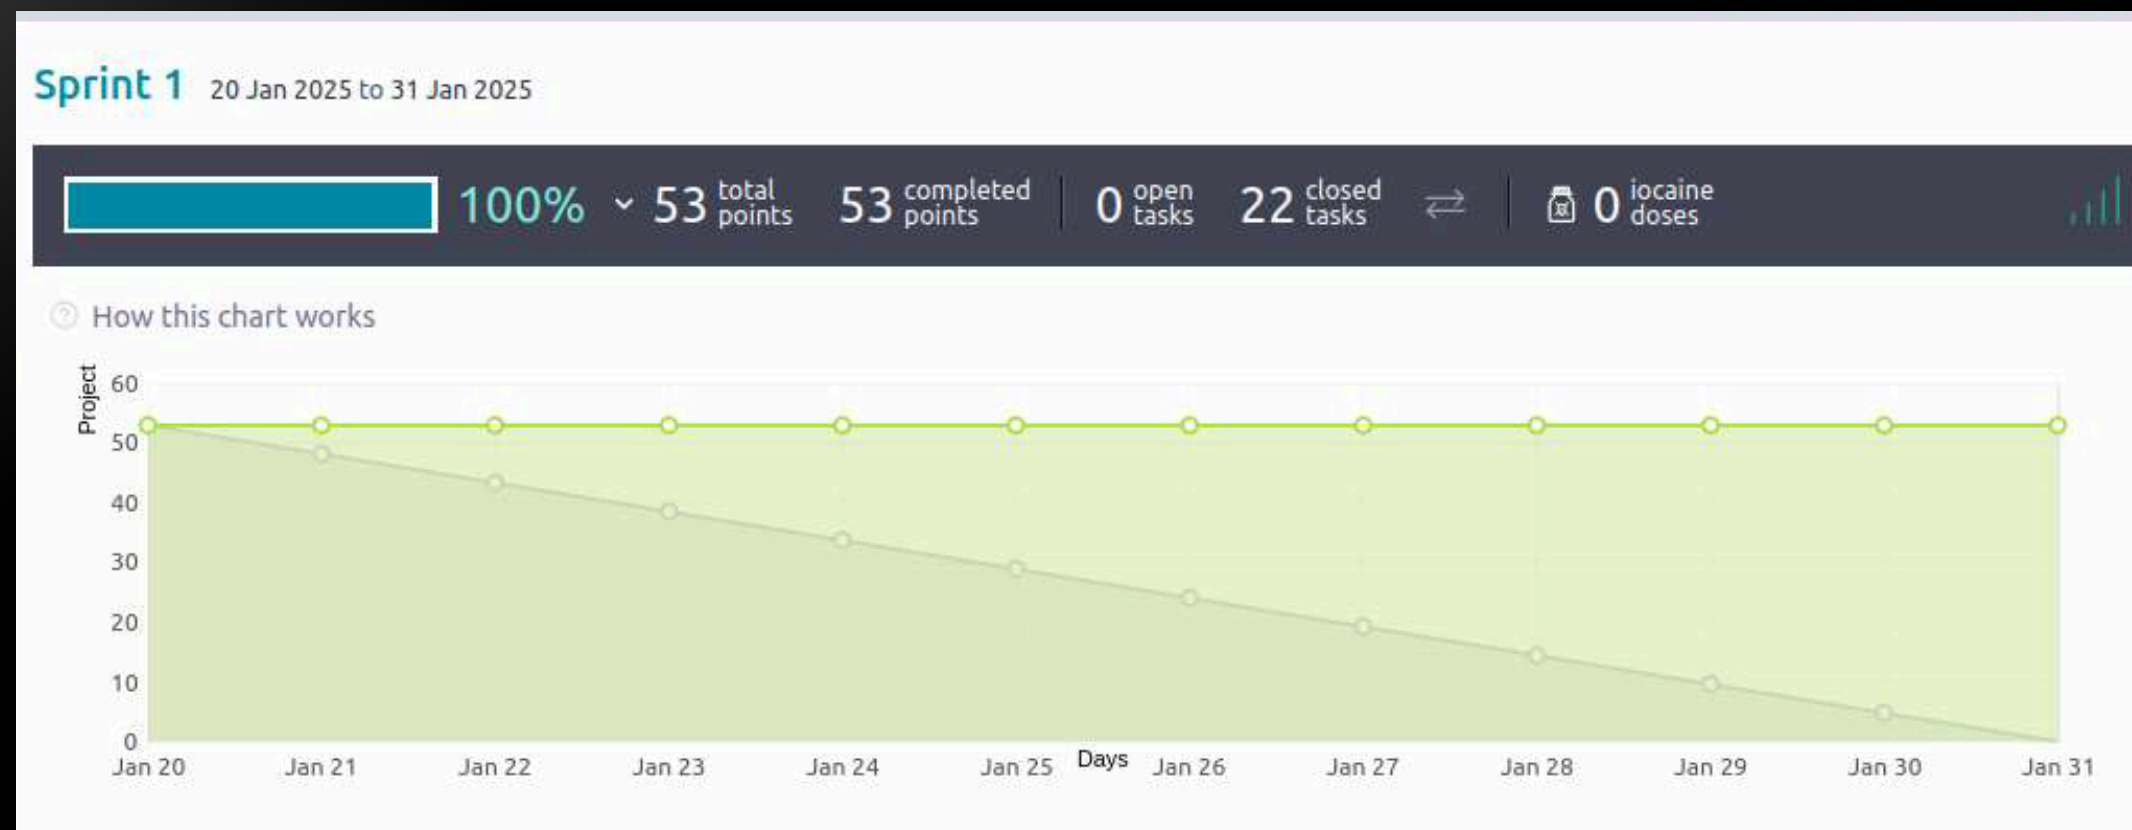 Sprint 1 20 Jan 2025 to 31 Jan 2025
100% 53 total points 53 completed points 0 open tasks 22 closed tasks 0 iocaine doses
How this chart works
Project
60
50
40
30
20
10
0
Jan 20 Jan 21 Jan 22 Jan 23 Jan 24 Jan 25 Days Jan 26 Jan 27 Jan 28 Jan 29 Jan 30 Jan 31